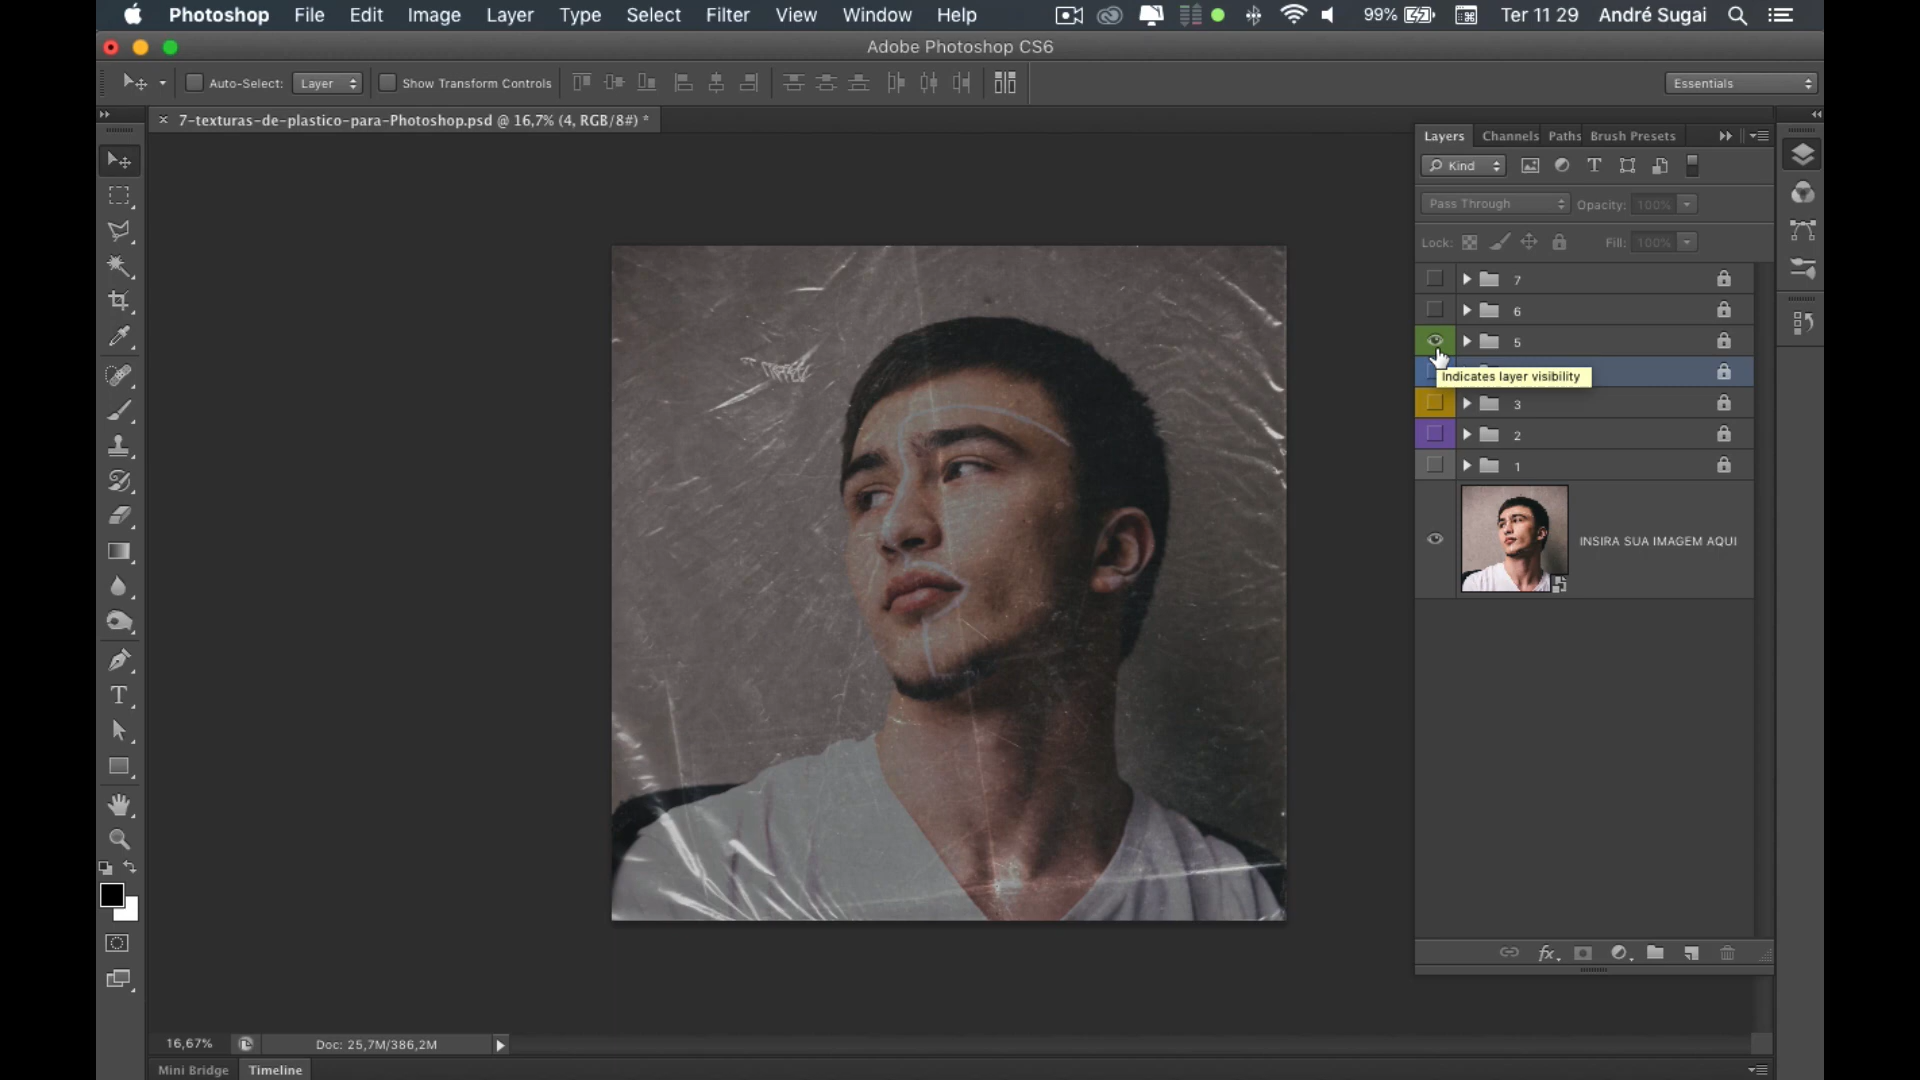 Photoshop File Edit Image Layer Type Select Filter View Window Help 99% Ter 11 29 André Sugai
Adobe Photoshop CS6
Auto-Select: Layer Show Transform Controls Essentials
7-texturas-de-plastico-para-Photoshop.psd @ 16,7% (4, RGB/8#) *
Layers Channels Paths Brush Presets
Kind
Pass Through Opacity: 100%
Lock: Fill: 100%
7
6
5
Indicates layer visibility
3
2
1
INSIRA SUA IMAGEM AQUI
fx
16,67% Doc: 25,7M/386,2M
Mini Bridge Timeline